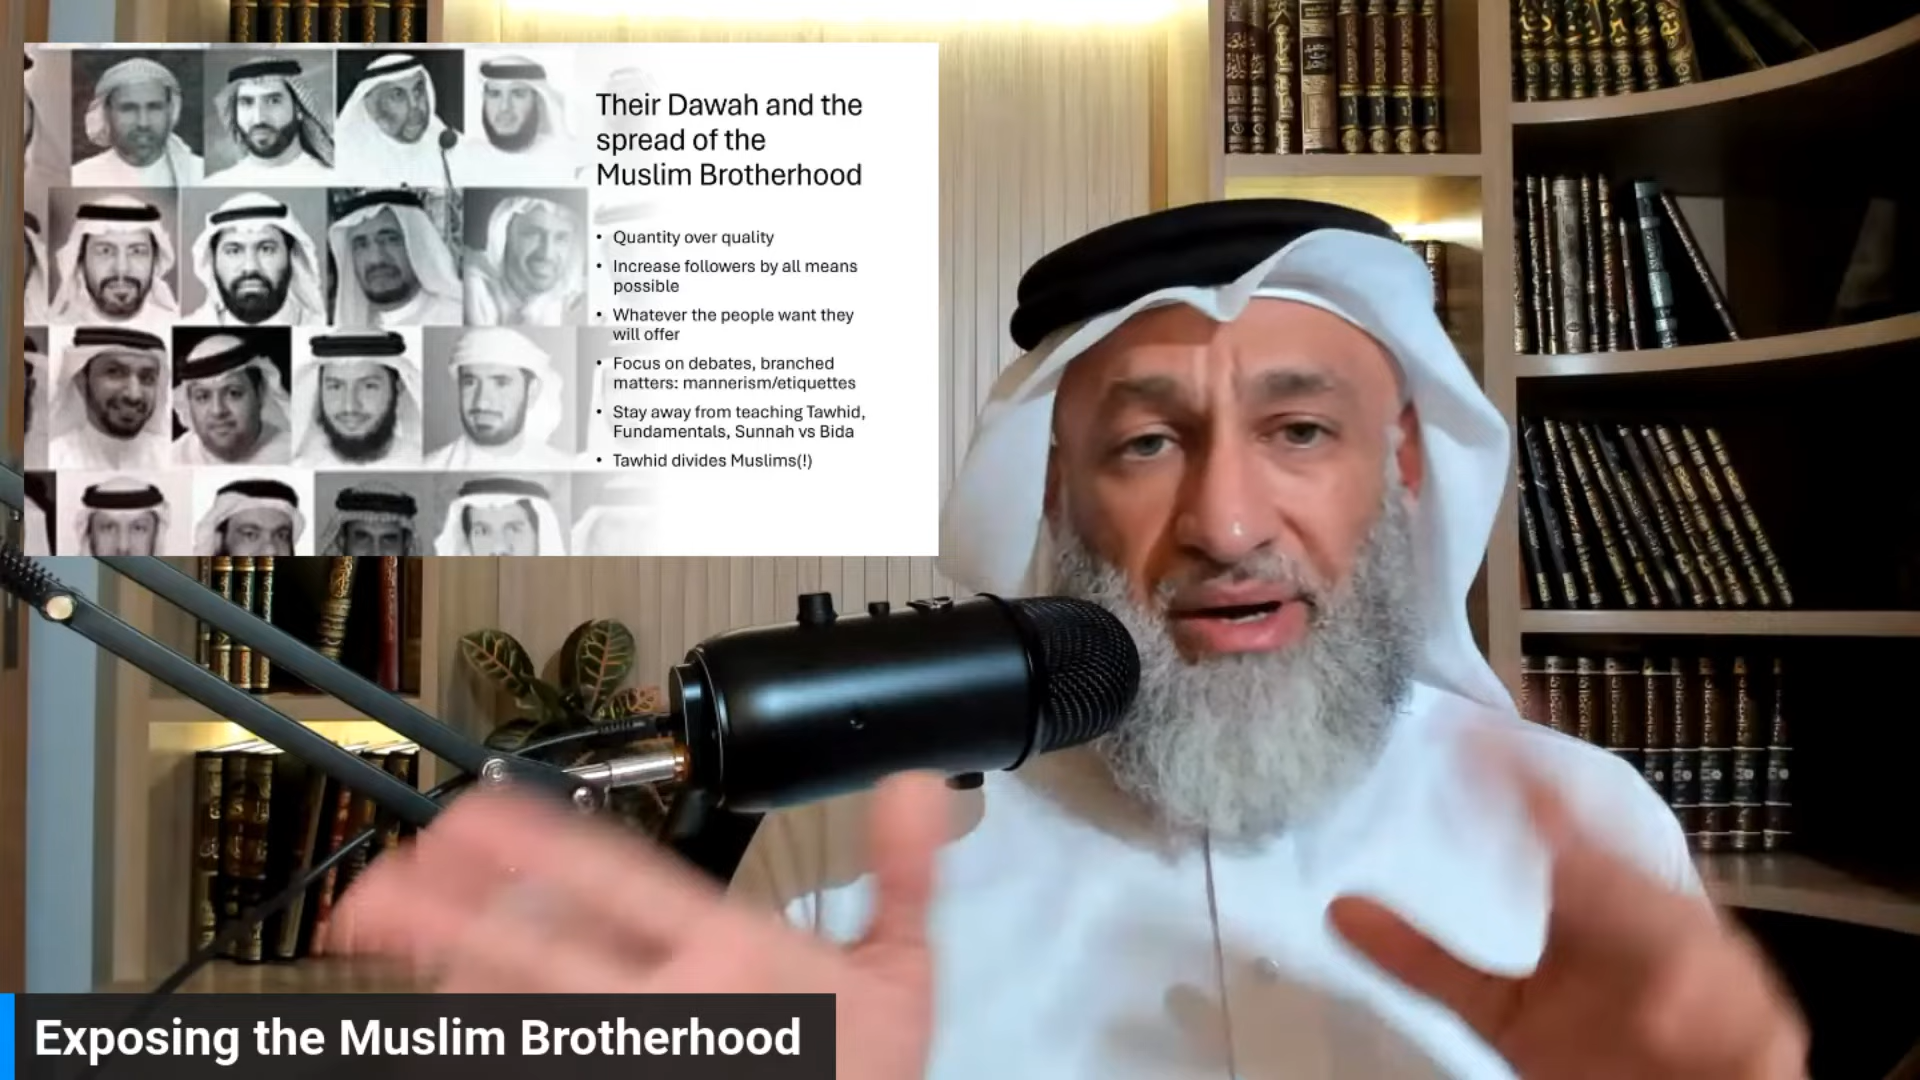 Their Dawah and the
spread of the
Muslim Brotherhood
• Quantity over quality
• Increase followers by all means
possible
• Whatever the people want they
will offer
• Focus on debates, branched
matters: mannerism/etiquettes
• Stay away from teaching Tawhid,
Fundamentals, Sunnah vs Bida
• Tawhid divides Muslims(!)
Exposing the Muslim Brotherhood